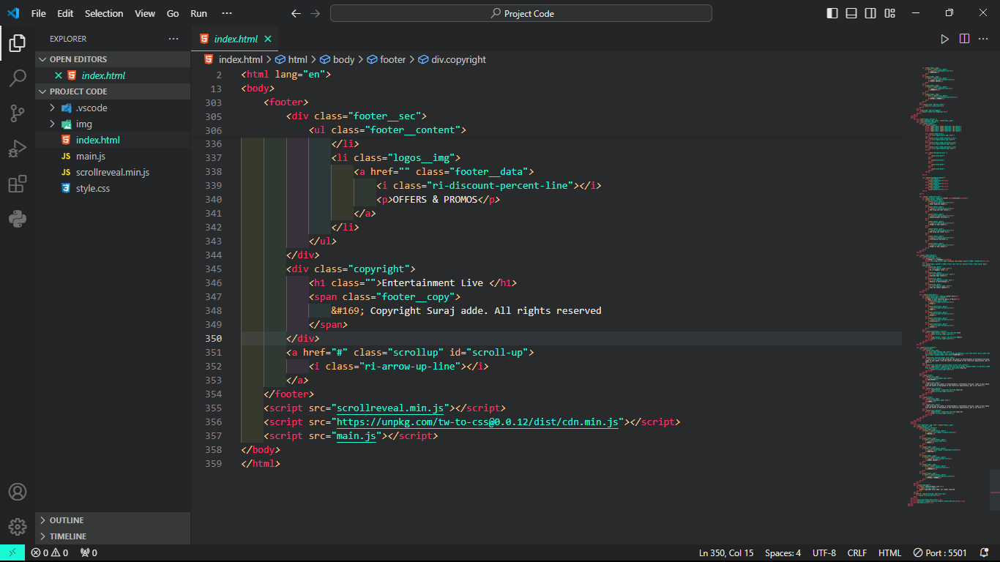 File Edit Selection View Go Run ···
Project Code
EXPLORER ···
OPEN EDITORS
index.html
PROJECT CODE
.vscode
img
index.html
JS main.js
JS scrollreveal.min.js
style.css
OUTLINE
TIMELINE
index.html
index.html > html > body > footer > div.copyright
2 <html lang="en">
13 <body>
303 <footer>
305 <div class="footer__sec">
306 <ul class="footer__content">
336 </li>
337 <li class="logos__img">
338 <a href="" class="footer__data">
339 <i class="ri-discount-percent-line"></i>
340 <p>OFFERS & PROMOS</p>
341 </a>
342 </li>
343 </ul>
344 </div>
345 <div class="copyright">
346 <h1 class="">Entertainment Live </h1>
347 <span class="footer__copy">
348 &#169; Copyright Suraj adde. All rights reserved
349 </span>
350 </div>
351 <a href="#" class="scrollup" id="scroll-up">
352 <i class="ri-arrow-up-line"></i>
353 </a>
354 </footer>
355 <script src="scrollreveal.min.js"></script>
356 <script src="https://unpkg.com/tw-to-css@0.0.12/dist/cdn.min.js"></script>
357 <script src="main.js"></script>
358 </body>
359 </html>
0 0 0
Ln 350, Col 15 Spaces: 4 UTF-8 CRLF HTML Port : 5501